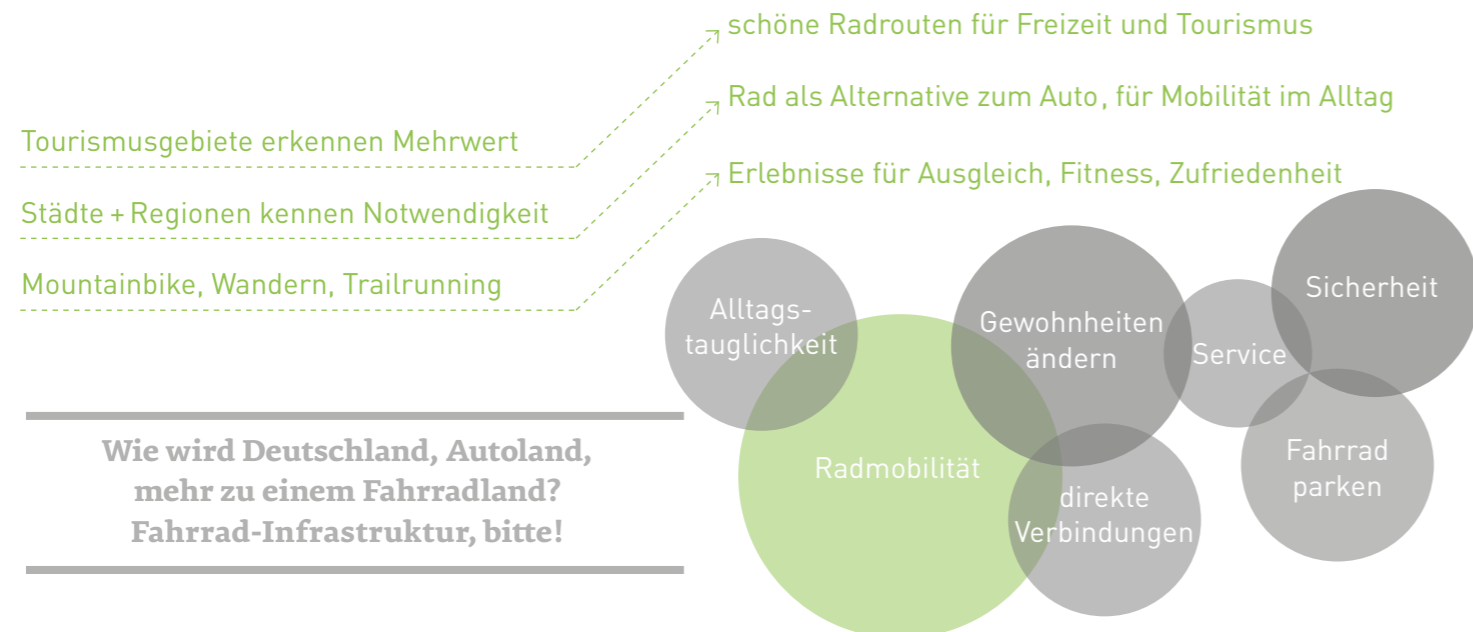 schöne Radrouten für Freizeit und Tourismus
Rad als Alternative zum Auto, für Mobilität im Alltag
Tourismusgebiete erkennen Mehrwert
Erlebnisse für Ausgleich, Fitness, Zufriedenheit
Städte + Regionen kennen Notwendigkeit
Mountainbike, Wandern, Trailrunning
Alltags-
tauglichkeit
Gewohnheiten
ändern
Service
Sicherheit
Radmobilität
direkte
Verbindungen
Fahrrad
parken
Wie wird Deutschland, Autoland,
mehr zu einem Fahrradland?
Fahrrad-Infrastruktur, bitte!